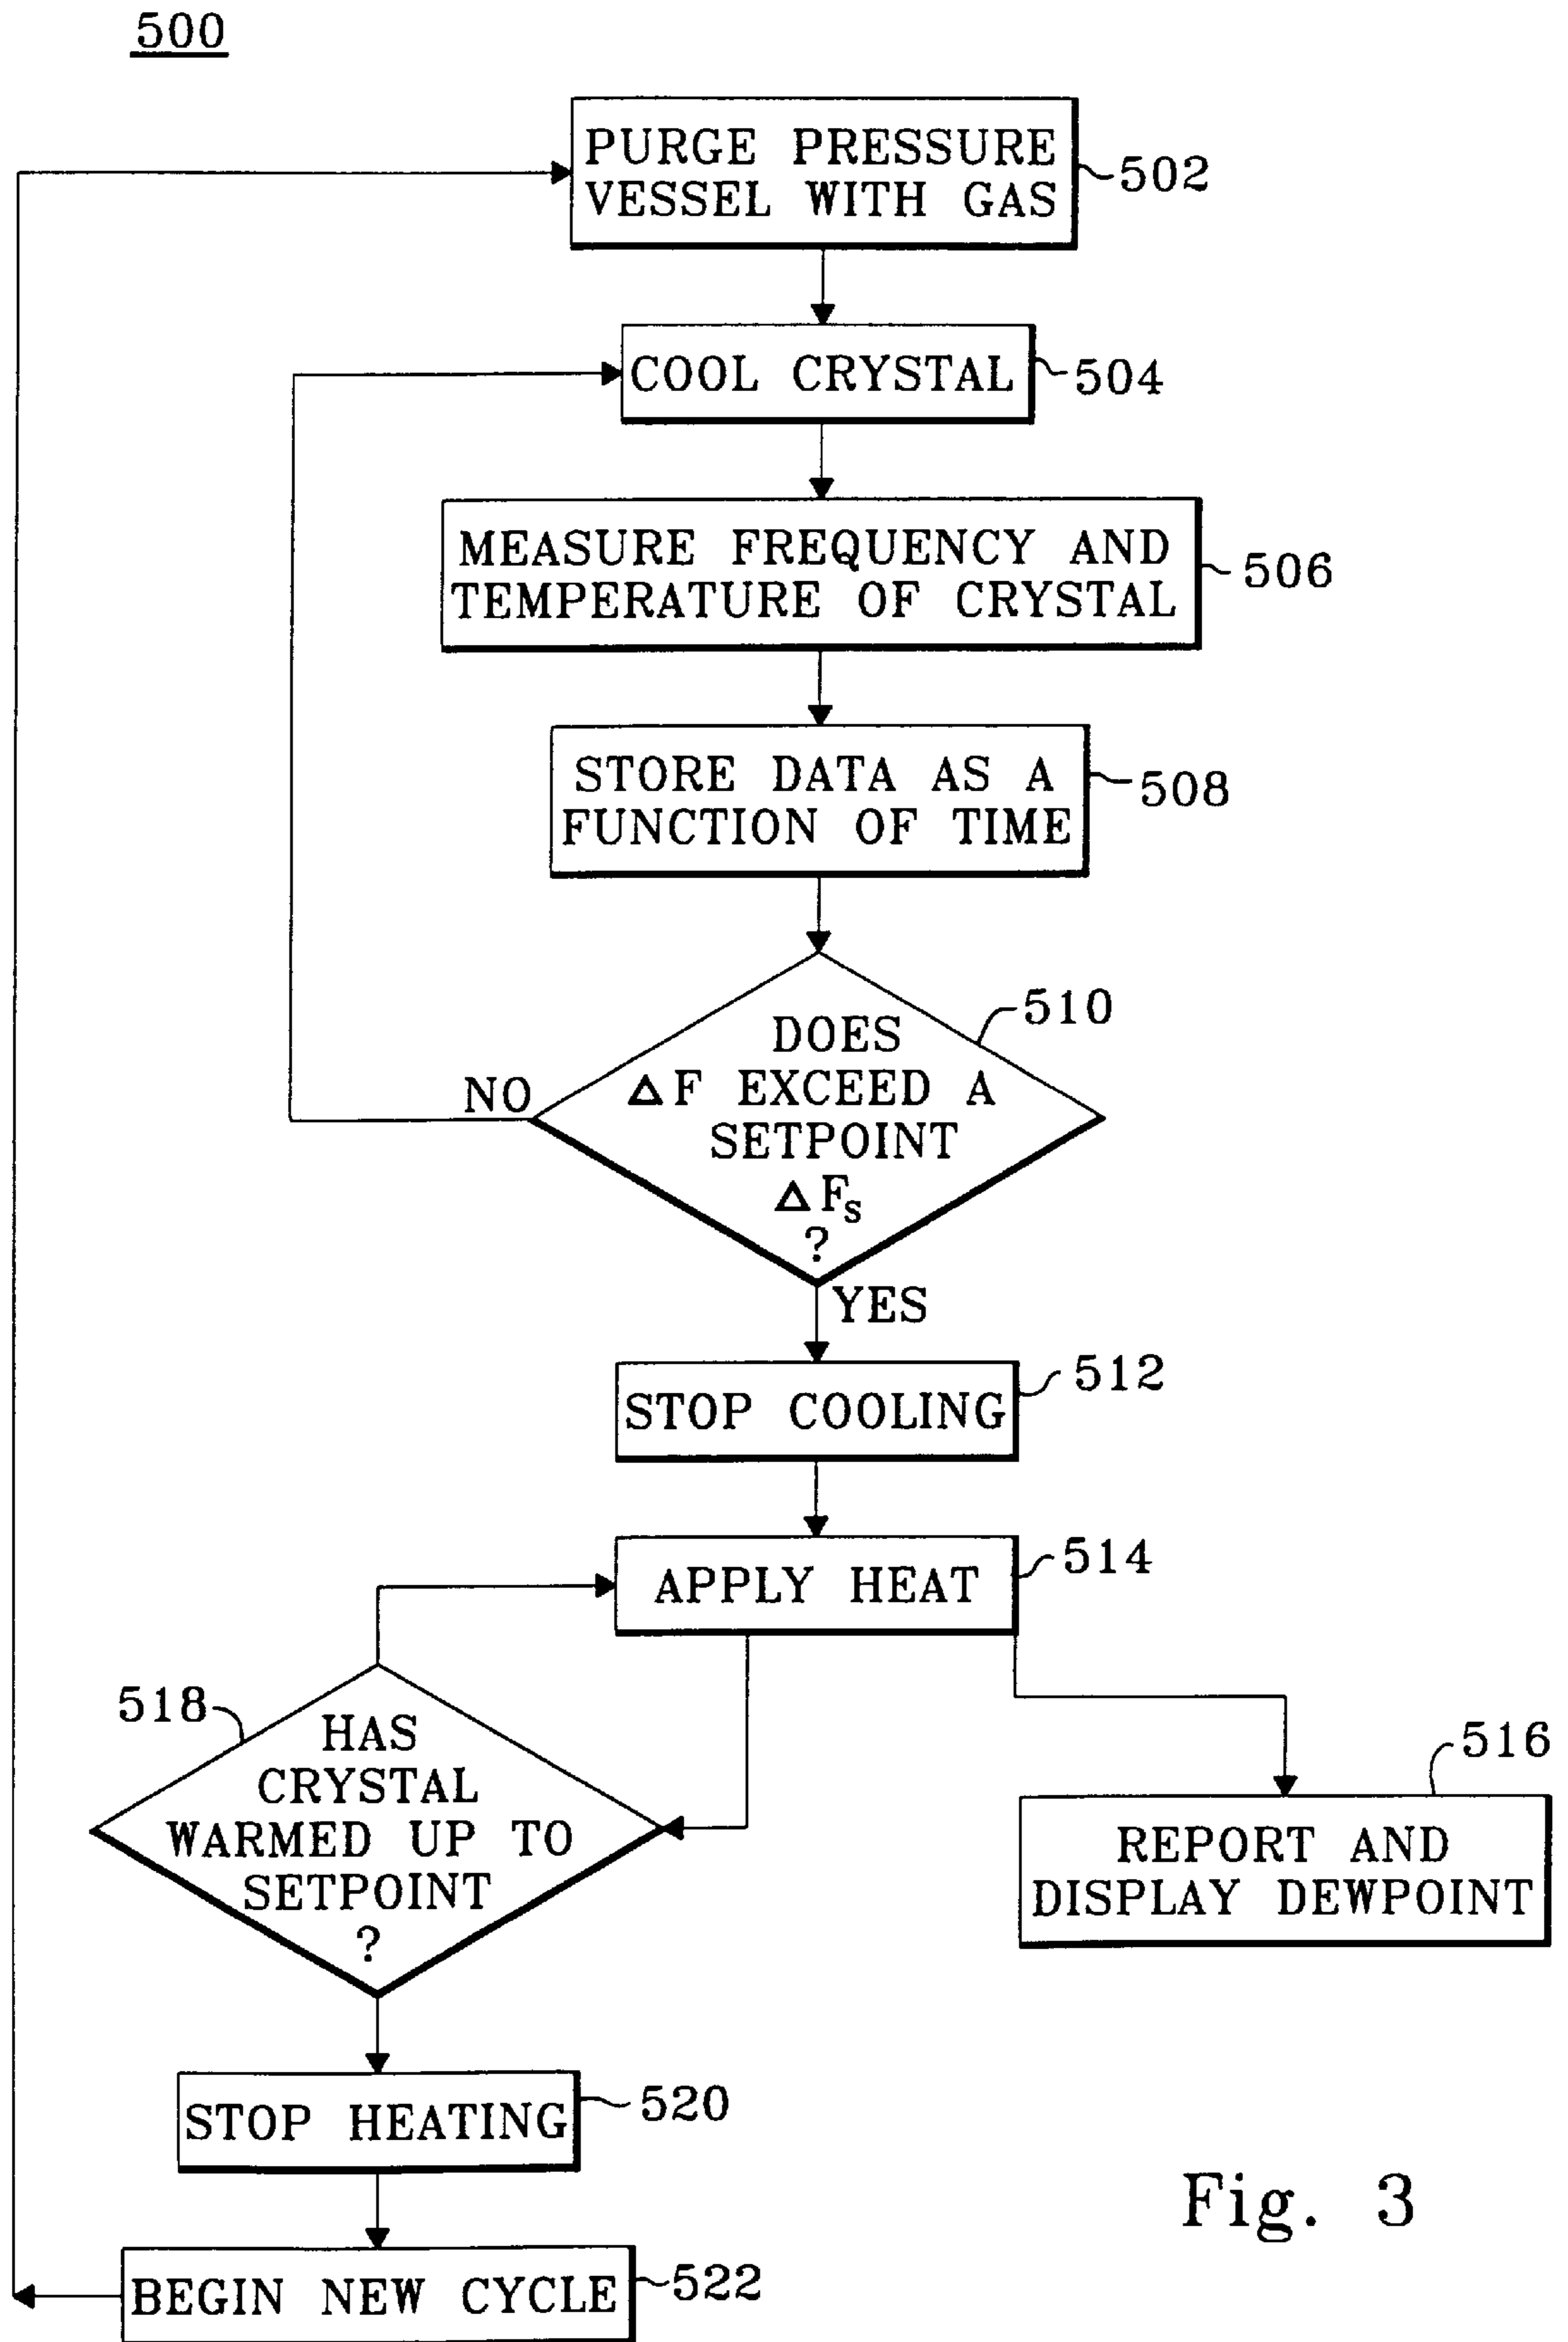 500
PURGE PRESSURE
VESSEL WITH GAS
502
COOL CRYSTAL
504
MEASURE FREQUENCY AND
TEMPERATURE OF CRYSTAL
506
STORE DATA AS A
FUNCTION OF TIME
508
510
DOES
Δ F EXCEED A
SETPOINT
Δ Fs
?
NO
YES
STOP COOLING
512
APPLY HEAT
514
518
HAS
CRYSTAL
WARMED UP TO
SETPOINT
?
516
REPORT AND
DISPLAY DEWPOINT
STOP HEATING
520
BEGIN NEW CYCLE
522
Fig. 3